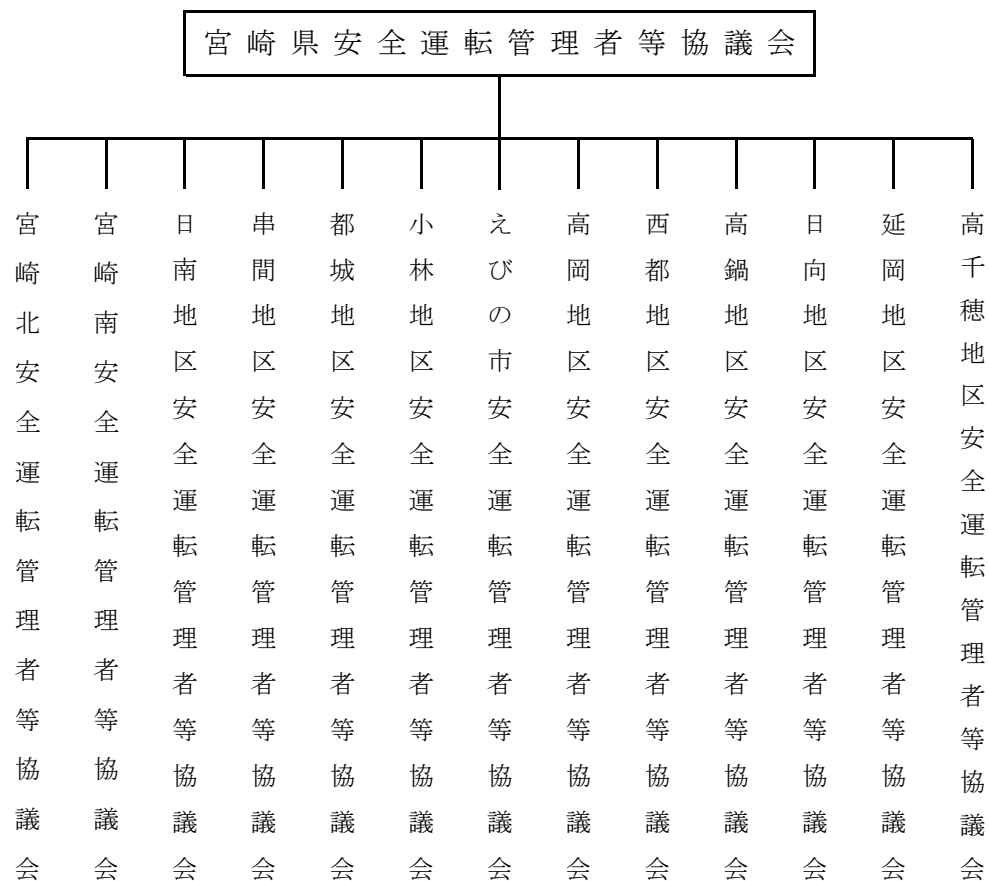 宮崎県安全運転管理者等協議会
宮崎北安全運転管理者等協議会
宮崎南安全運転管理者等協議会
日南地区安全運転管理者等協議会
串間地区安全運転管理者等協議会
都城地区安全運転管理者等協議会
小林地区安全運転管理者等協議会
えびの市安全運転管理者等協議会
高岡地区安全運転管理者等協議会
西都地区安全運転管理者等協議会
高鍋地区安全運転管理者等協議会
日向地区安全運転管理者等協議会
延岡地区安全運転管理者等協議会
高千穂地区安全運転管理者等協議会